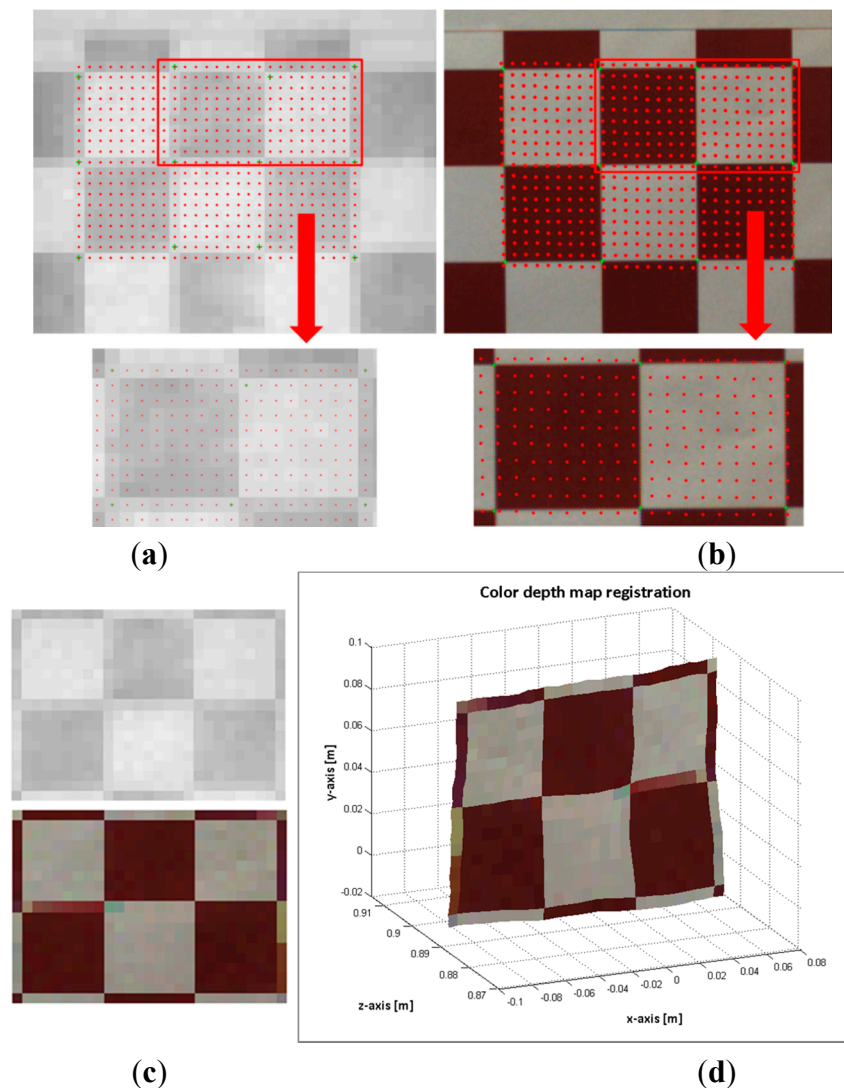 (a)
(b)
Color depth map registration
0.1
0.08
0.06
0.04
0.02
0
-0.02
y-axis [m]
0.91
0.9
0.89
0.88
0.87
z-axis [m]
-0.1
-0.08
-0.06
-0.04
-0.02
0
0.02
0.04
0.06
0.08
x-axis [m]
(c)
(d)